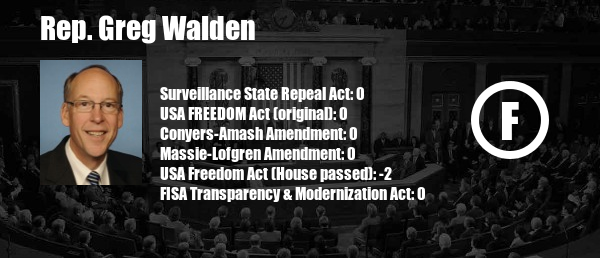 Rep. Greg Walden
Surveillance State Repeal Act: 0
USA FREEDOM Act (original): 0
Conyers-Amash Amendment: 0
Massie-Lofgren Amendment: 0
USA Freedom Act (House passed): -2
FISA Transparency & Modernization Act: 0
F